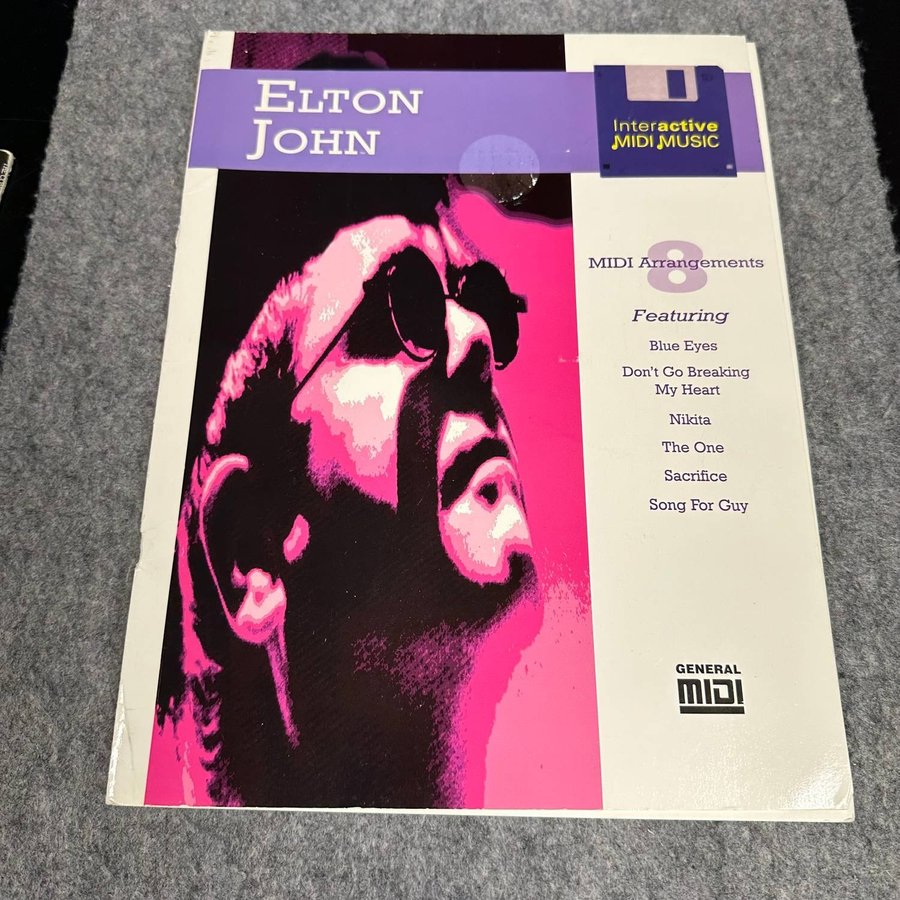 ELTON
JOHN
Interactive
MIDI MUSIC
8
MIDI Arrangements
Featuring
Blue Eyes
Don't Go Breaking
My Heart
Nikita
The One
Sacrifice
Song For Guy
GENERAL
MIDI